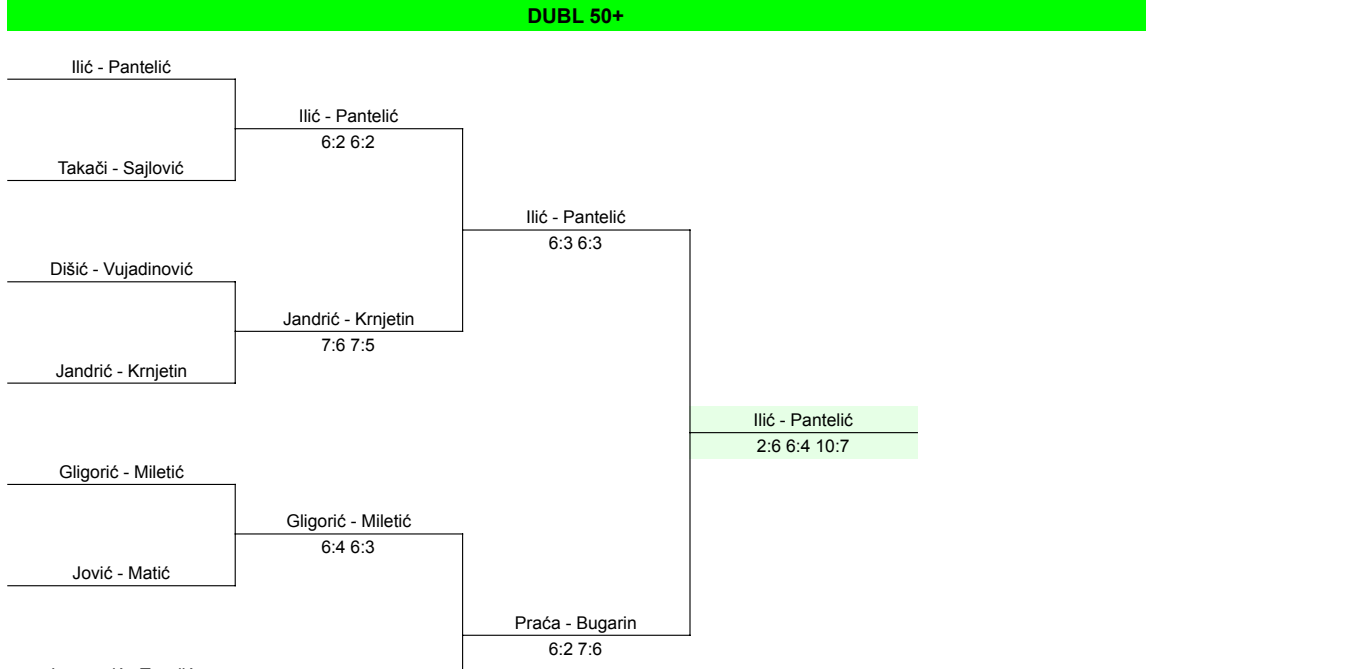 DUBL 50+
Ilić - Pantelić
Ilić - Pantelić
6:2 6:2
Takači - Sajlović
Ilić - Pantelić
6:3 6:3
Dišić - Vujadinović
Jandrić - Krnjetin
7:6 7:5
Jandrić - Krnjetin
Ilić - Pantelić
2:6 6:4 10:7
Gligorić - Miletić
Gligorić - Miletić
6:4 6:3
Jović - Matić
Praća - Bugarin
6:2 7:6